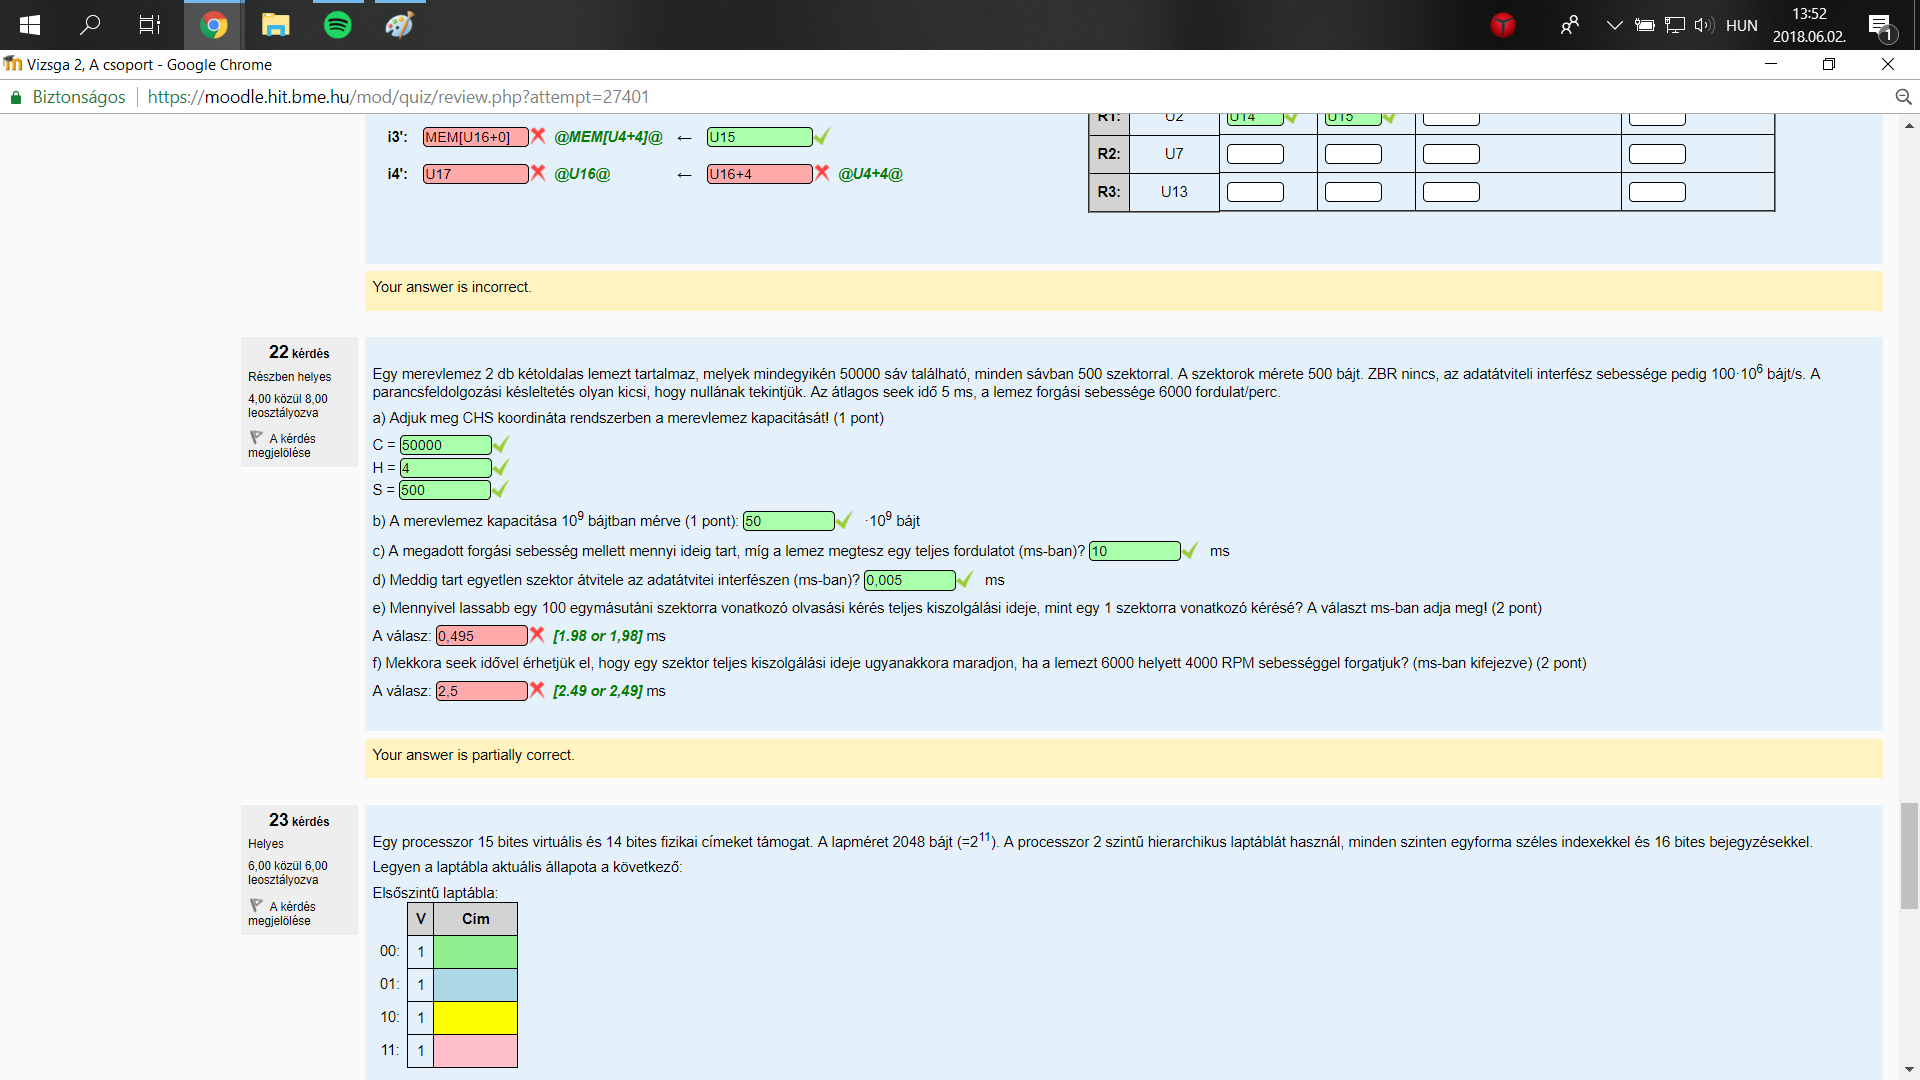 HUN
13:52
2018.06.02.
1
Vizsga 2, A csoport - Google Chrome
Biztonságos
https://moodle.hit.bme.hu/mod/quiz/review.php?attempt=27401
R1: U2 U14 U15
i3': MEM[U16+0] @MEM[U4+4]@ ← U15
R2: U7
i4': U17 @U16@ ← U16+4 @U4+4@
R3: U13
Your answer is incorrect.
22 kérdés
Részben helyes
4,00 közül 8,00
leosztályozva
A kérdés
megjelölése
Egy merevlemez 2 db kétoldalas lemezt tartalmaz, melyek mindegyikén 50000 sáv található, minden sávban 500 szektorral. A szektorok mérete 500 bájt. ZBR nincs, az adatátviteli interfész sebessége pedig 100·10⁶ bájt/s. A
parancsfeldolgozási késleltetés olyan kicsi, hogy nullának tekintjük. Az átlagos seek idő 5 ms, a lemez forgási sebessége 6000 fordulat/perc.
a) Adjuk meg CHS koordináta rendszerben a merevlemez kapacitását! (1 pont)
C = 50000
H = 4
S = 500
b) A merevlemez kapacitása 10⁹ bájtban mérve (1 pont): 50 ·10⁹ bájt
c) A megadott forgási sebesség mellett mennyi ideig tart, míg a lemez megtesz egy teljes fordulatot (ms-ban)? 10 ms
d) Meddig tart egyetlen szektor átvitele az adatátvitei interfészen (ms-ban)? 0,005 ms
e) Mennyivel lassabb egy 100 egymásutáni szektorra vonatkozó olvasási kérés teljes kiszolgálási ideje, mint egy 1 szektorra vonatkozó kérésé? A választ ms-ban adja meg! (2 pont)
A válasz: 0,495 [1.98 or 1,98] ms
f) Mekkora seek idővel érhetjük el, hogy egy szektor teljes kiszolgálási ideje ugyanakkora maradjon, ha a lemezt 6000 helyett 4000 RPM sebességgel forgatjuk? (ms-ban kifejezve) (2 pont)
A válasz: 2,5 [2.49 or 2,49] ms
Your answer is partially correct.
23 kérdés
Helyes
6,00 közül 6,00
leosztályozva
A kérdés
megjelölése
Egy processzor 15 bites virtuális és 14 bites fizikai címeket támogat. A lapméret 2048 bájt (=2¹¹). A processzor 2 szintű hierarchikus laptáblát használ, minden szinten egyforma széles indexekkel és 16 bites bejegyzésekkel.
Legyen a laptábla aktuális állapota a következő:
Elsőszintű laptábla:
V Cím
00: 1
01: 1
10: 1
11: 1